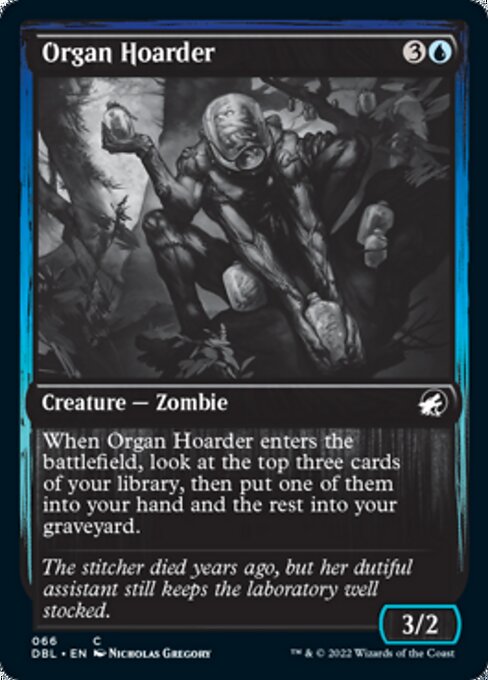 Organ Hoarder 3
Creature — Zombie
When Organ Hoarder enters the
battlefield, look at the top three cards
of your library, then put one of them
into your hand and the rest into your
graveyard.
The stitcher died years ago, but her dutiful
assistant still keeps the laboratory well
stocked.
3/2
066 C
DBL • EN Nicholas Gregory
™ & © 2022 Wizards of the Coast